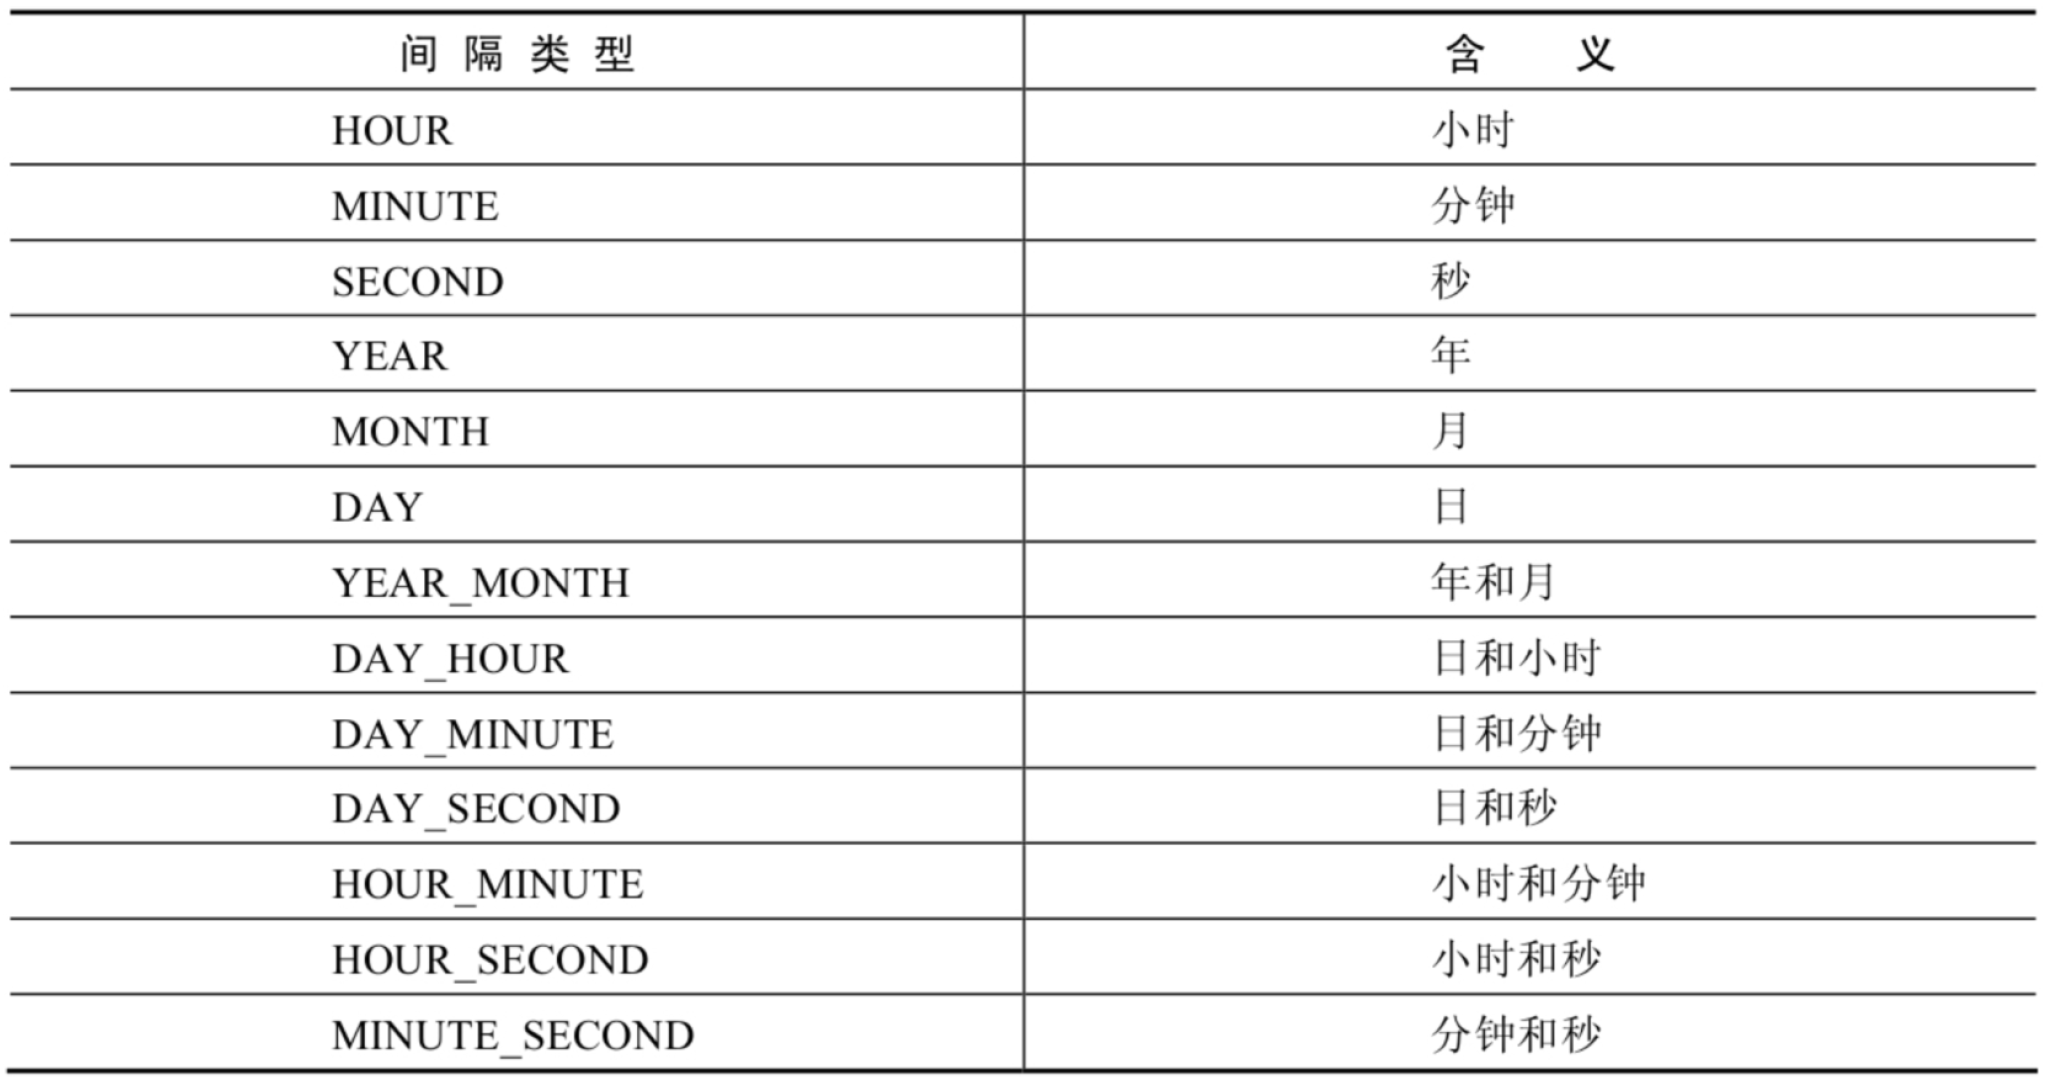 间 隔 类 型 含 义
HOUR 小时
MINUTE 分钟
SECOND 秒
YEAR 年
MONTH 月
DAY 日
YEAR_MONTH 年和月
DAY_HOUR 日和小时
DAY_MINUTE 日和分钟
DAY_SECOND 日和秒
HOUR_MINUTE 小时和分钟
HOUR_SECOND 小时和秒
MINUTE_SECOND 分钟和秒